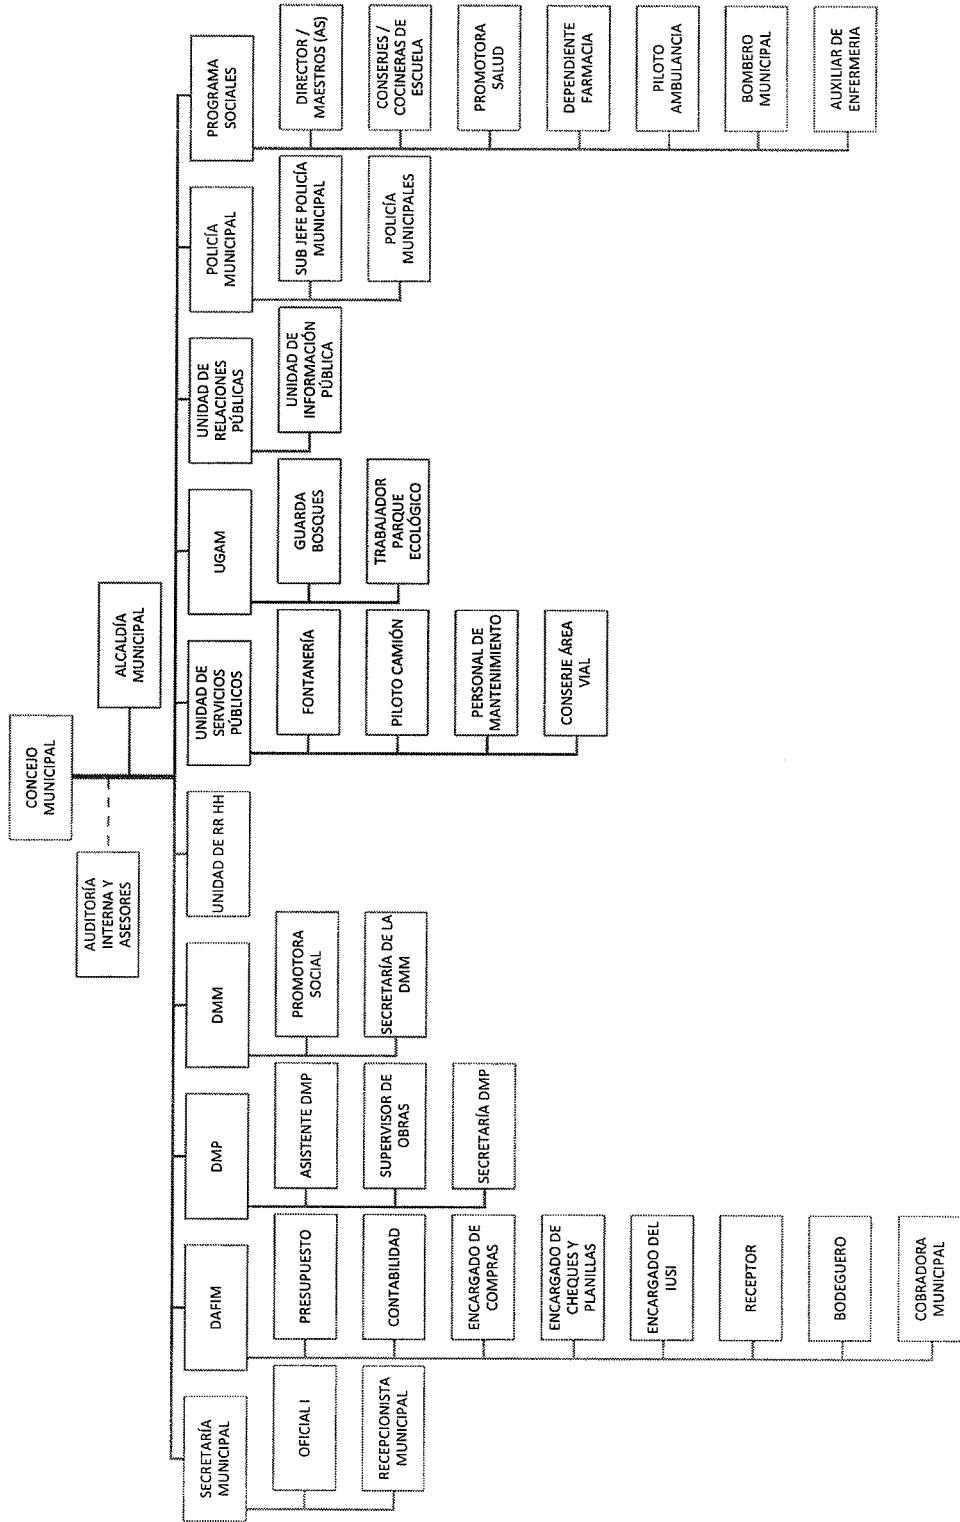 CONCEJO
MUNICIPAL
AUDITORÍA
INTERNA Y
ASESORES
ALCALDÍA
MUNICIPAL
SECRETARÍA
MUNICIPAL
OFICIAL I
RECEPCIONISTA
MUNICIPAL
DAFIM
PRESUPUESTO
CONTABILIDAD
ENCARGADO DE
COMPRAS
ENCARGADO DE
CHEQUES Y
PLANILLAS
ENCARGADO DEL
IUSI
RECEPTOR
BODEGUERO
COBRADORA
MUNICIPAL
DMP
ASISTENTE DMP
SUPERVISOR DE
OBRAS
SECRETARÍA DMP
DMM
PROMOTORA
SOCIAL
SECRETARÍA DE LA
DMM
UNIDAD DE RR HH
UNIDAD DE
SERVICIOS
PÚBLICOS
FONTANERÍA
PILOTO CAMIÓN
PERSONAL DE
MANTENIMIENTO
CONSERJE ÁREA
VIAL
UGAM
GUARDA
BOSQUES
TRABAJADOR
PARQUE
ECOLÓGICO
UNIDAD DE
RELACIONES
PÚBLICAS
UNIDAD DE
INFORMACIÓN
PÚBLICA
POLICÍA
MUNICIPAL
SUB JEFE POLICÍA
MUNICIPAL
POLICÍA
MUNICIPALES
PROGRAMA
SOCIALES
DIRECTOR /
MAESTROS (AS)
CONSERJES /
COCINERAS DE
ESCUELA
PROMOTORA
SALUD
DEPENDIENTE
FARMACIA
PILOTO
AMBULANCIA
BOMBERO
MUNICIPAL
AUXILIAR DE
ENFERMERIA